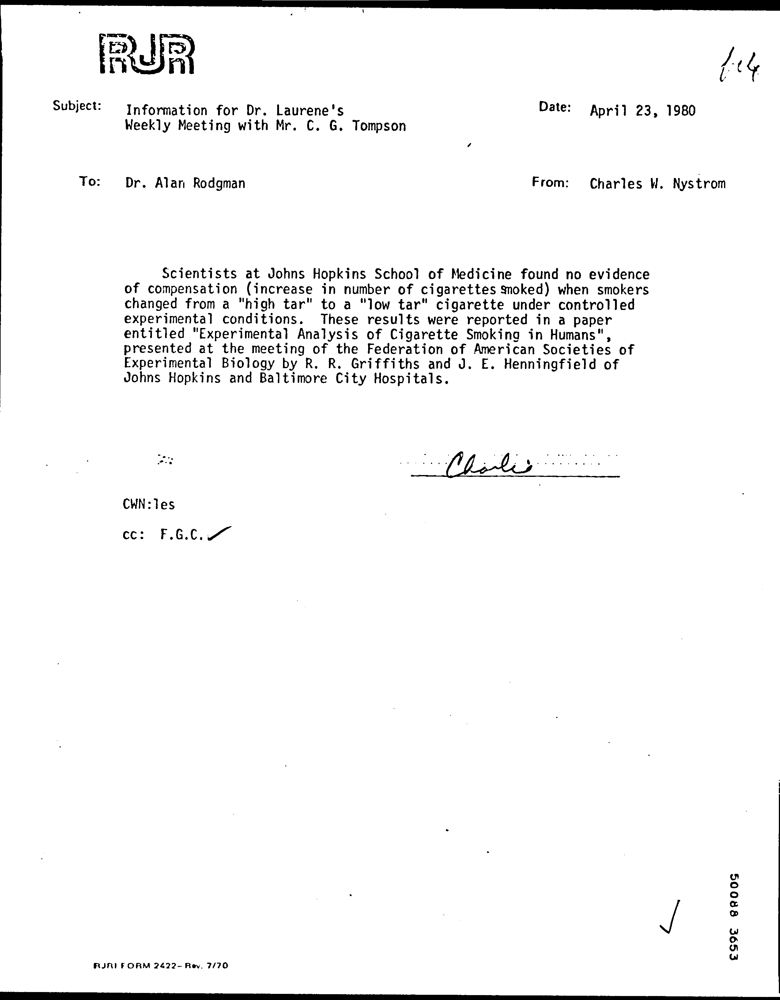 RJR
Subject: Information for Dr. Laurene's
Weekly Meeting with Mr. C. G. Tompson
Date: April 23, 1980
To: Dr. Alan Rodgman
From: Charles W. Nystrom
Scientists at Johns Hopkins School of Medicine found no evidence
of compensation (increase in number of cigarettes smoked) when smokers
changed from a "high tar" to a "low tar" cigarette under controlled
experimental conditions. These results were reported in a paper
entitled "Experimental Analysis of Cigarette Smoking in Humans",
presented at the meeting of the Federation of American Societies of
Experimental Biology by R. R. Griffiths and J. E. Henningfield of
Johns Hopkins and Baltimore City Hospitals.
Charlie
CWN:les
cc: F.G.C.
50088 3653
RJRI FORM 2422- Rev. 7/70